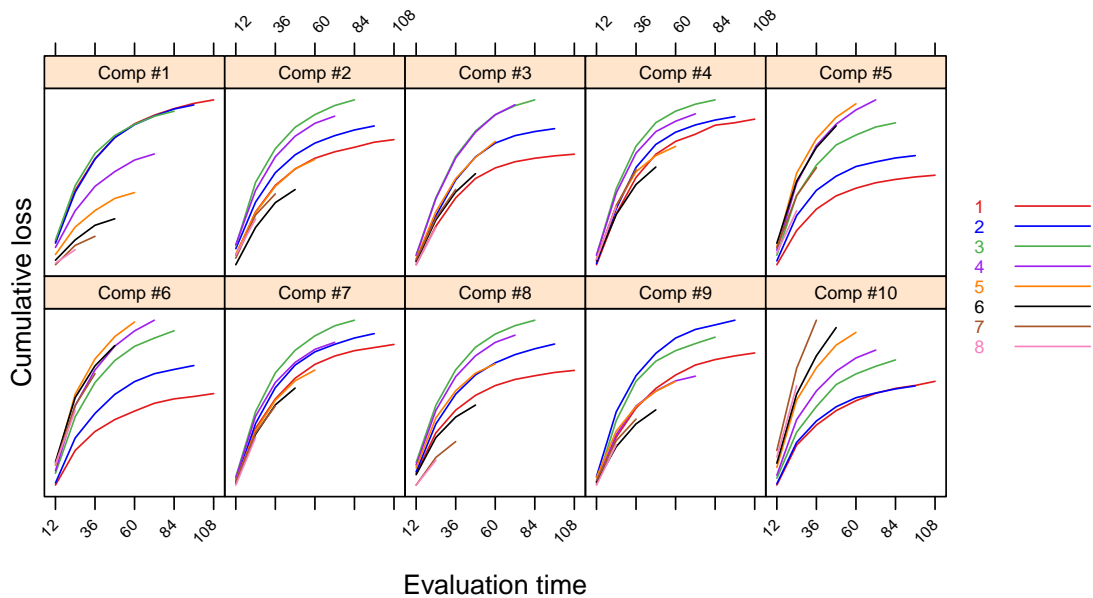 12 36 60 84 108 12 36 60 84 108
Comp #1 Comp #2 Comp #3 Comp #4 Comp #5
Comp #6 Comp #7 Comp #8 Comp #9 Comp #10
12 36 60 84 108 12 36 60 84 108 12 36 60 84 108
Cumulative loss
Evaluation time
1
2
3
4
5
6
7
8